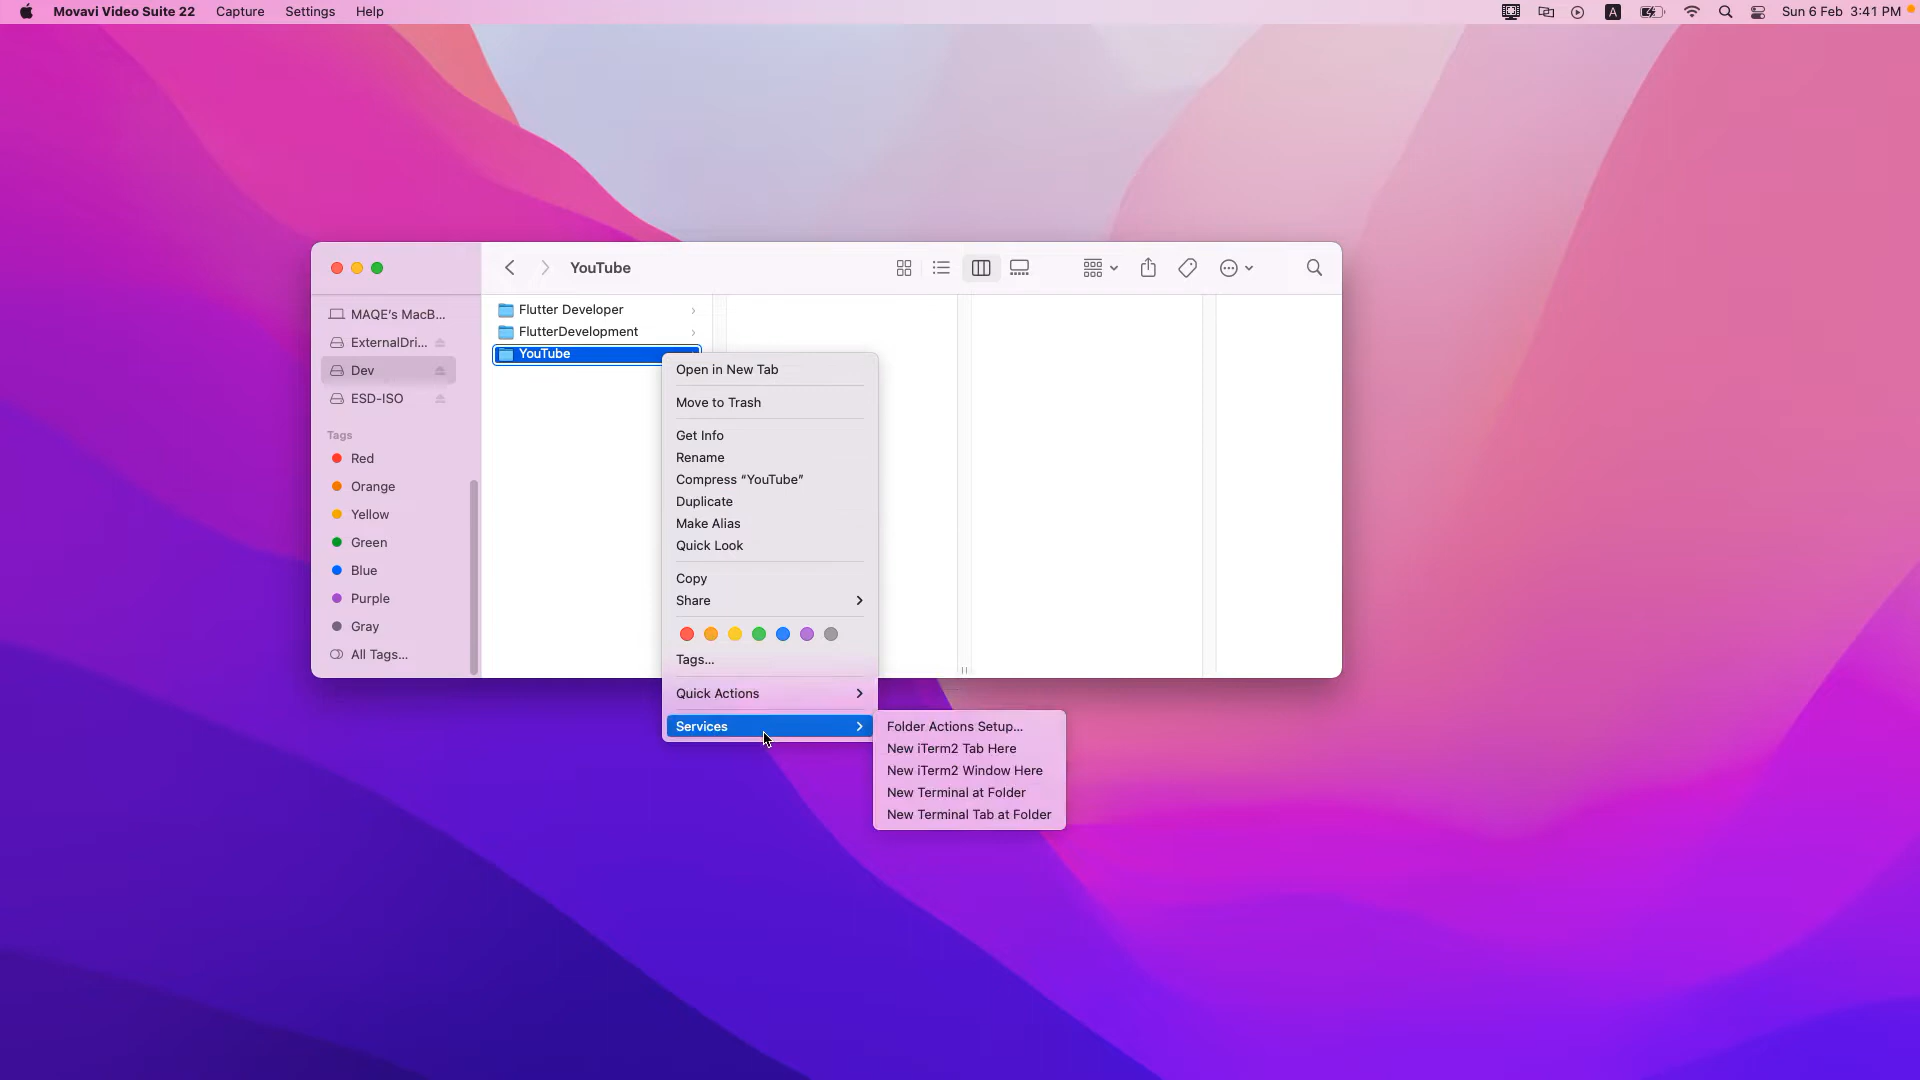 Movavi Video Suite 22 Capture Settings Help
A Sun 6 Feb 3:41 PM
YouTube
MAQE's MacB...
ExternalDri...
Dev
ESD-ISO
Tags
Red
Orange
Yellow
Green
Blue
Purple
Gray
All Tags...
Flutter Developer
FlutterDevelopment
YouTube
Open in New Tab
Move to Trash
Get Info
Rename
Compress “YouTube”
Duplicate
Make Alias
Quick Look
Copy
Share
Tags...
Quick Actions
Services
Folder Actions Setup...
New iTerm2 Tab Here
New iTerm2 Window Here
New Terminal at Folder
New Terminal Tab at Folder